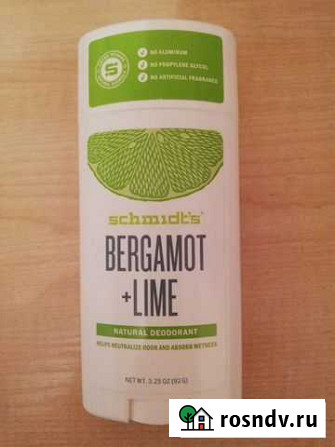 NO ALUMINUM
NO PROPYLENE GLYCOL
NO ARTIFICIAL FRAGRANCE
S
schmidt's
BERGAMOT
+LIME
NATURAL DEODORANT
HELPS NEUTRALIZE ODOR AND ABSORB WETNESS
NET WT. 3.25 OZ (92 G)
rosndv.ru